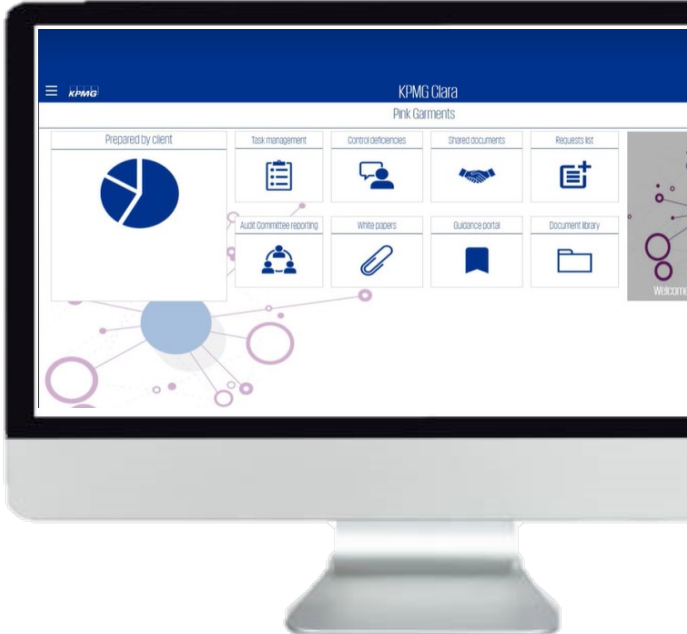 KPMG
KPMG Clara
Pink Garments
Prepared by client
Task management
Control deficiencies
Shared documents
Requests list
Audit Committee reporting
White papers
Guidance portal
Document library
Welcome